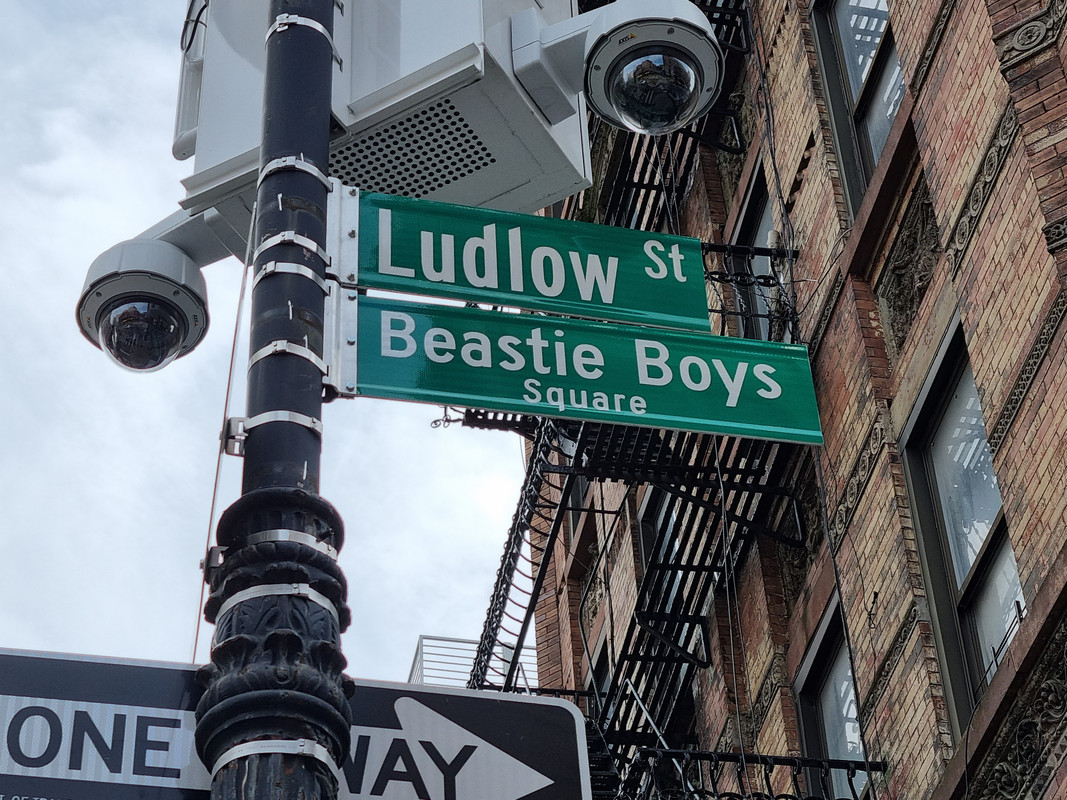 Ludlow St
Beastie Boys
Square
ONE WAY